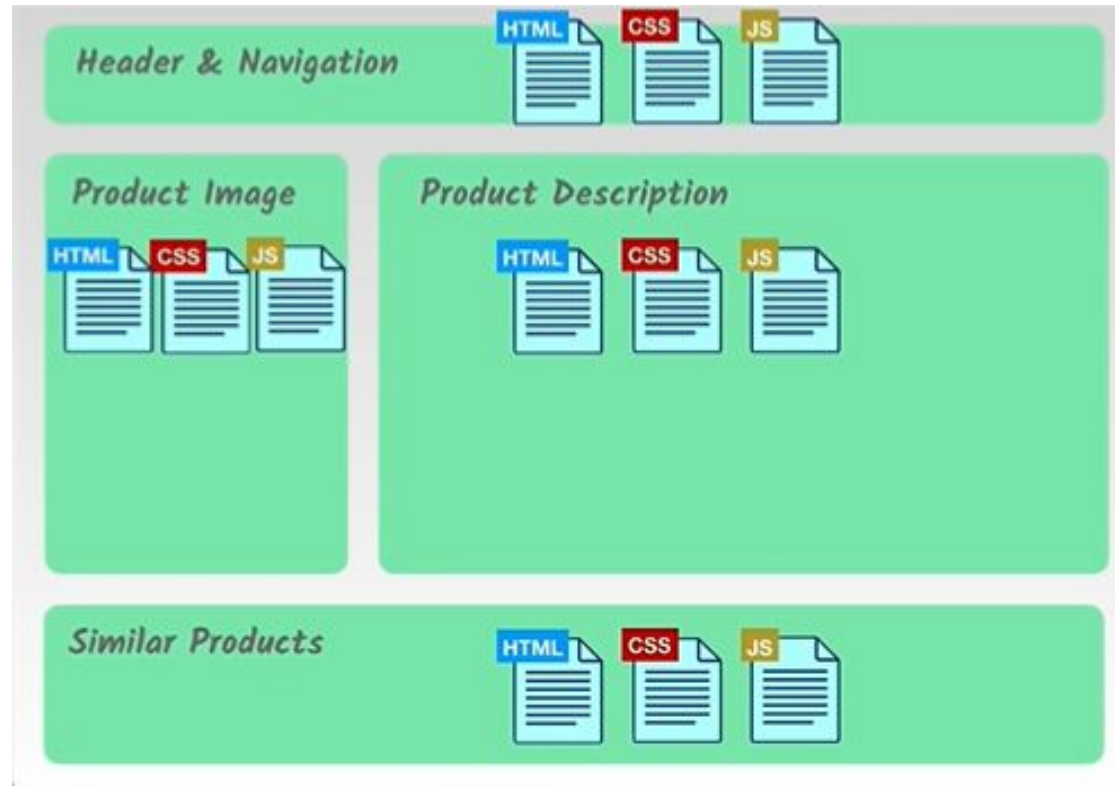 HTML CSS JS
Header & Navigation
Product Image
HTML CSS JS
Product Description
HTML CSS JS
Similar Products
HTML CSS JS